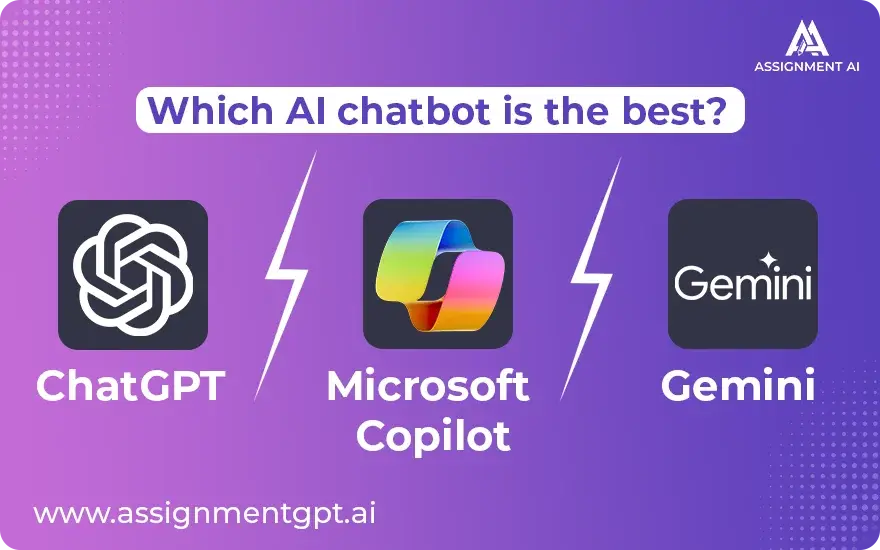 ASSIGNMENT AI
Which AI chatbot is the best?
Gemini
ChatGPT
Microsoft
Copilot
Gemini
www.assignmentgpt.ai